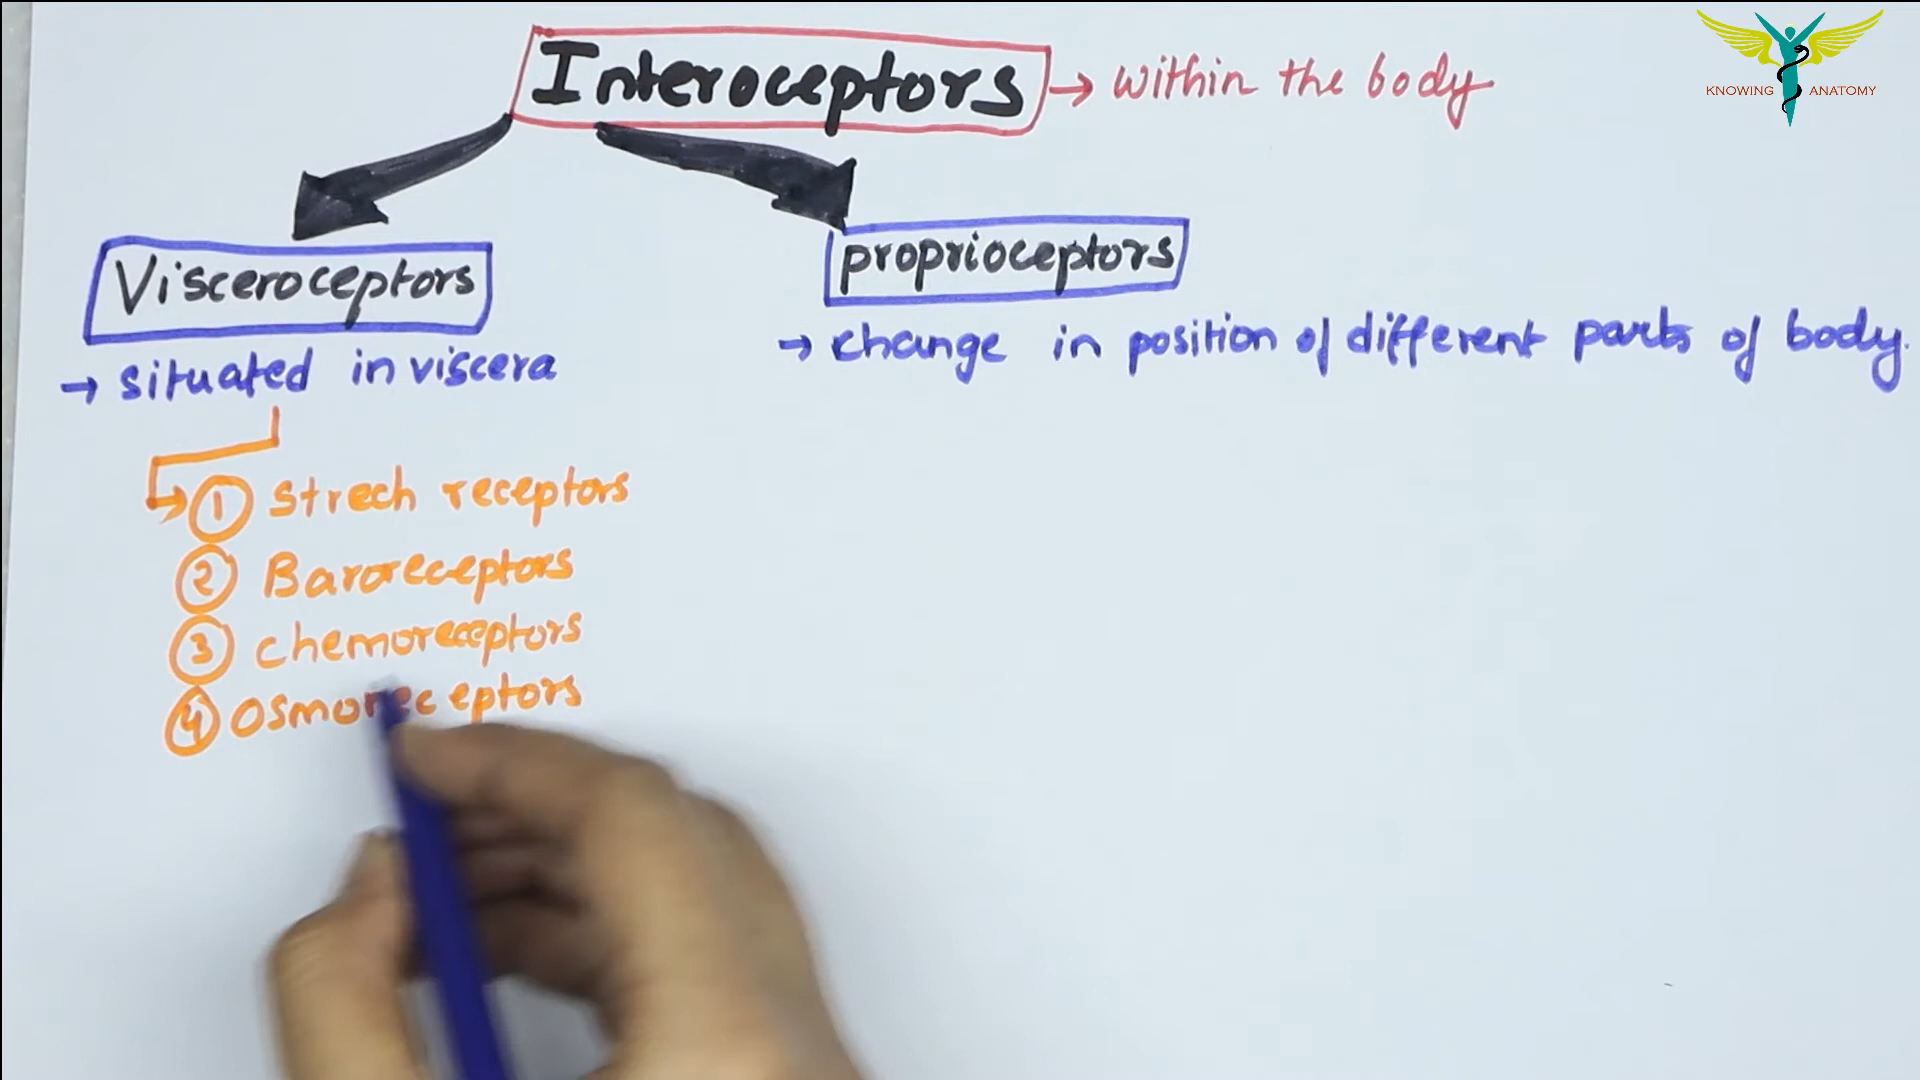 Interoceptors → within the body
KNOWING ANATOMY
Visceroceptors
proprioceptors
→ situated in viscera
→ change in position of different parts of body.
① Strech receptors
② Baroreceptors
③ chemoreceptors
④ Osmoreceptors